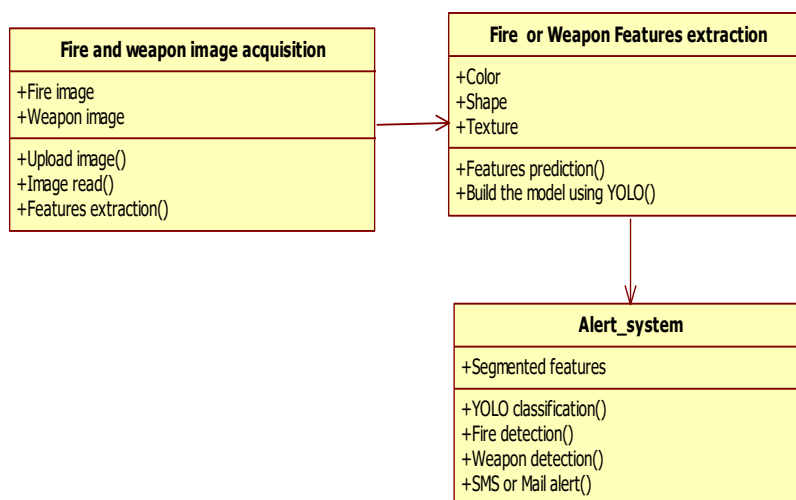 Fire and weapon image acquisition
+Fire image
+Weapon image
+Upload image()
+Image read()
+Features extraction()
Fire or Weapon Features extraction
+Color
+Shape
+Texture
+Features prediction()
+Build the model using YOLO()
Alert_system
+Segmented features
+YOLO classification()
+Fire detection()
+Weapon detection()
+SMS or Mail alert()